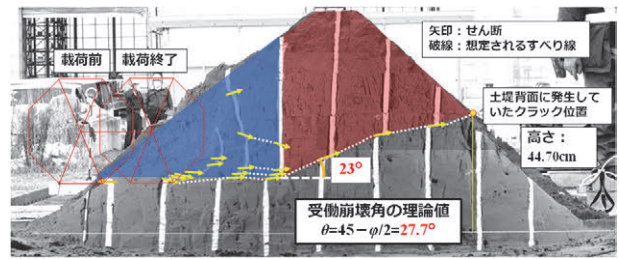 矢印：せん断
破線：想定されるすべり線
載荷前
載荷終了
土堤背面に発生して
いたクラック位置
高さ：
44.70cm
23°
受働崩壊角の理論値
θ=45－φ/2=27.7°